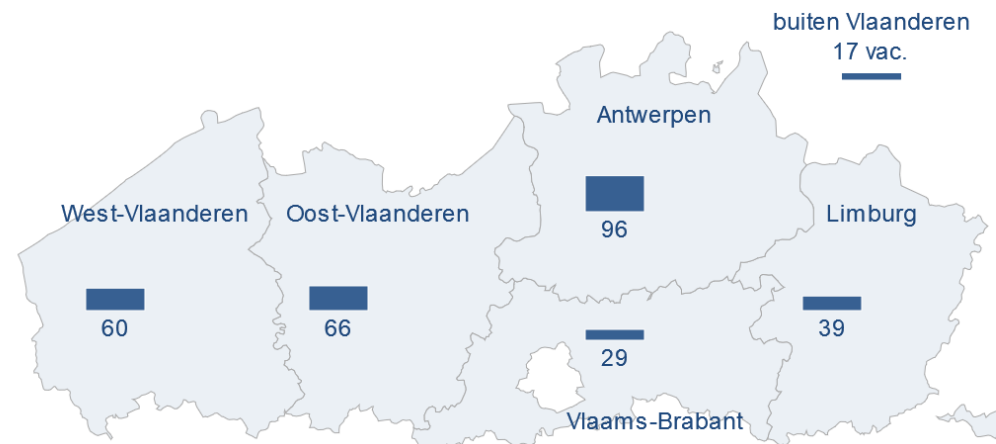 buiten Vlaanderen
17 vac.
Antwerpen
96
West-Vlaanderen
60
Oost-Vlaanderen
66
Limburg
39
29
Vlaams-Brabant